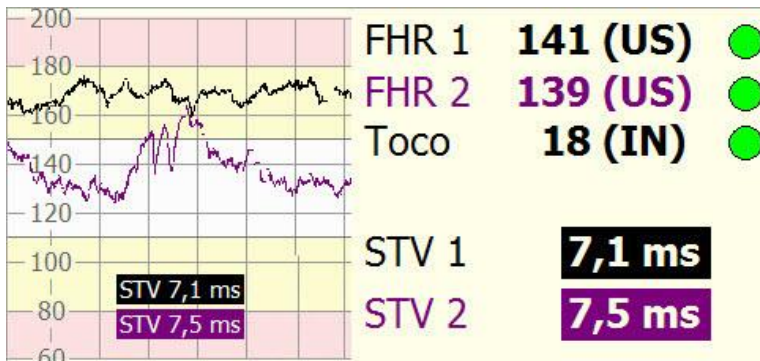 200
180
160
140
120
100
80
60
STV 7,1 ms
STV 7,5 ms
FHR 1 141 (US)
FHR 2 139 (US)
Toco 18 (IN)
STV 1 7,1 ms
STV 2 7,5 ms